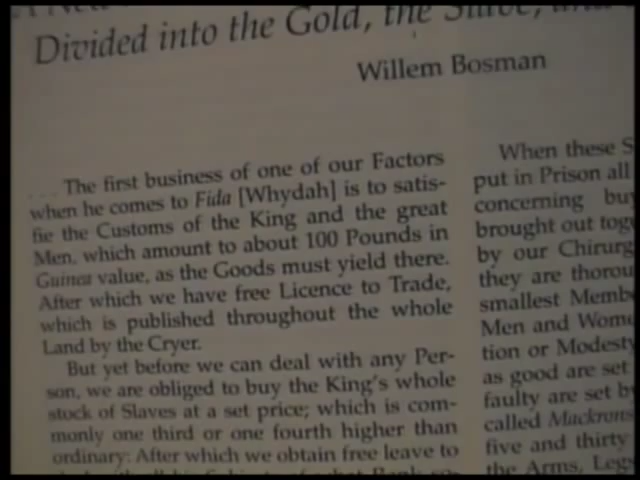 A New
Divided into the Gold, the Slave, and
Willem Bosman
. . . The first business of one of our Factors
when he comes to Fida [Whydah] is to satis-
fie the Customs of the King and the great
Men, which amount to about 100 Pounds in
Guinea value, as the Goods must yield there.
After which we have free Licence to Trade,
which is published throughout the whole
Land by the Cryer.
But yet before we can deal with any Per-
son, we are obliged to buy the King's whole
stock of Slaves at a set price; which is com-
monly one third or one fourth higher than
ordinary: After which we obtain free leave to
When these S
put in Prison all
concerning buy
brought out toge
by our Chirurg
they are thorou
smallest Membe
Men and Wome
tion or Modesty
as good are set
faulty are set b
called Mackrons
five and thirty
the Arms, Legs